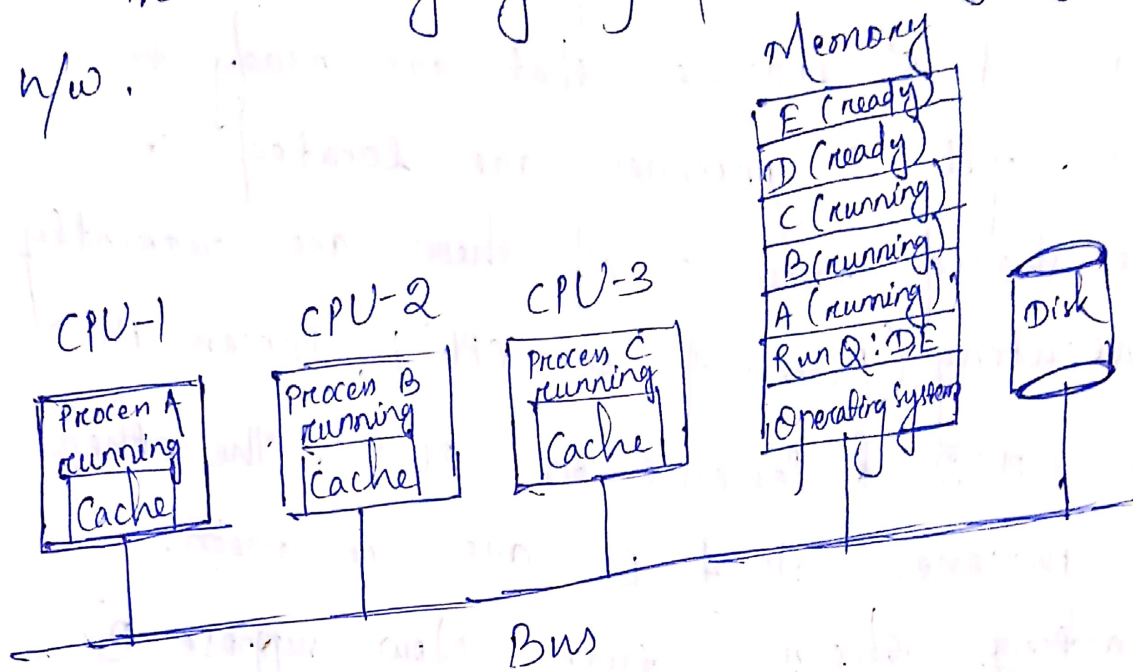 n/w.
Memory
E (ready)
D (ready)
C (running)
B (running)
A (running)
Run Q: DE
Operating system
Disk
CPU-1
Process A
running
Cache
CPU-2
Process B
running
Cache
CPU-3
Process C
running
Cache
Bus